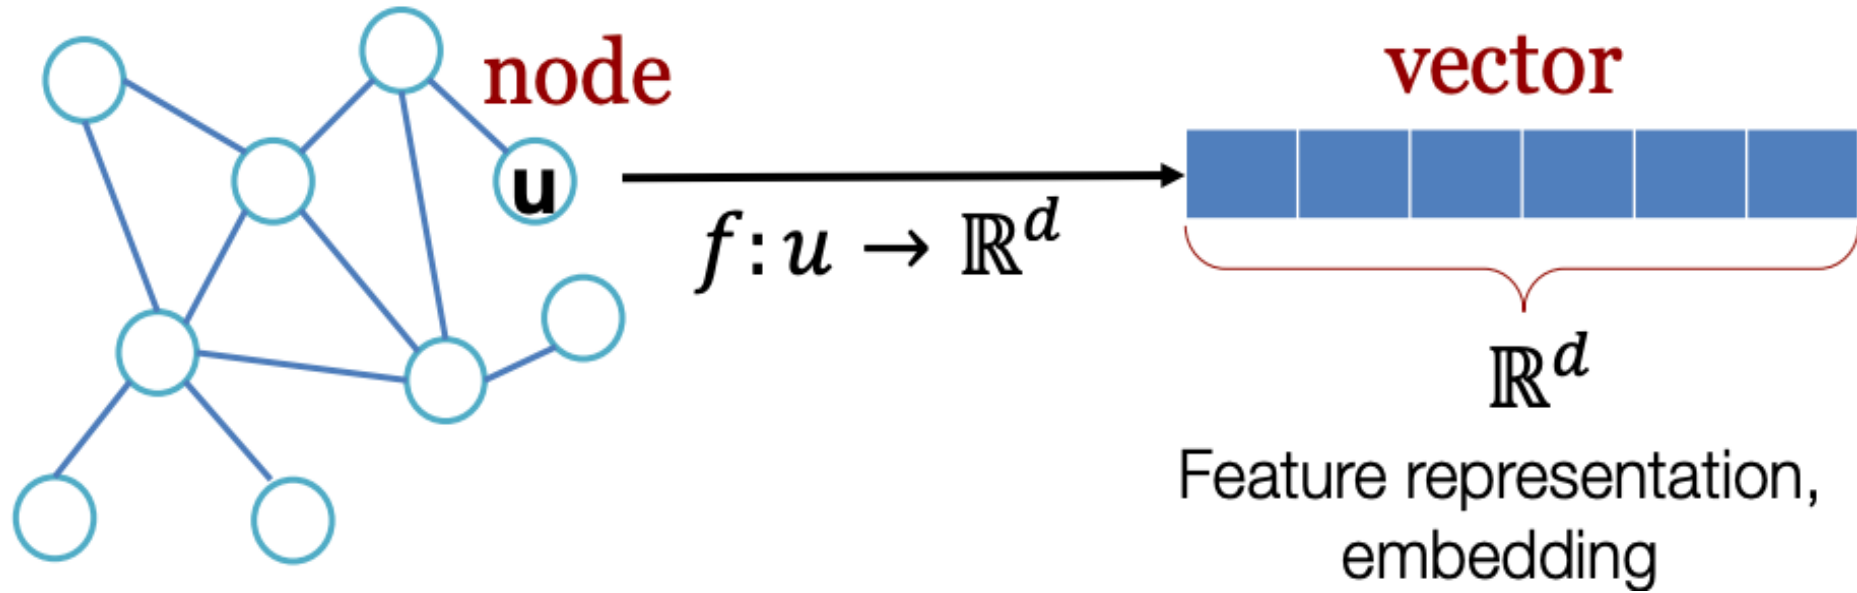 node
vector
u
f: u → ℝ^d
ℝ^d
Feature representation,
embedding